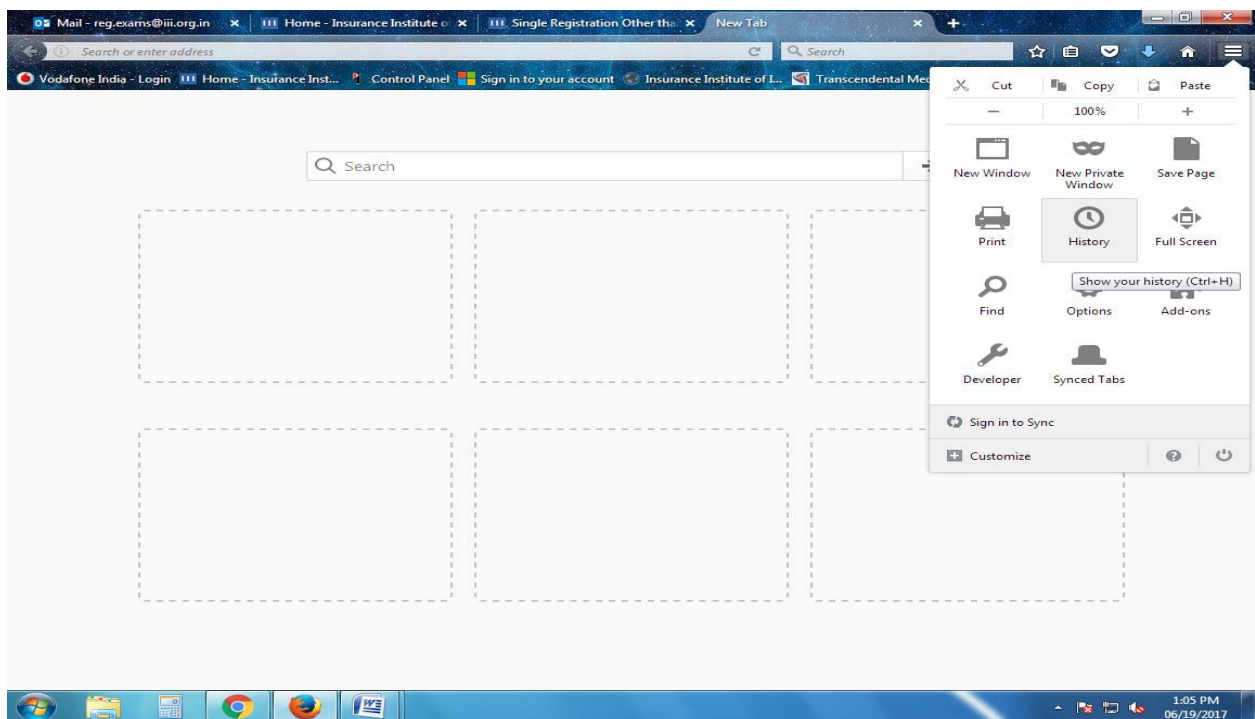 Mail - reg.exams@iii.org.in Home - Insurance Institute o Single Registration Other tha New Tab
Search or enter address Search
Vodafone India - Login Home - Insurance Inst... Control Panel Sign in to your account Insurance Institute of I... Transcendental Med
Cut Copy Paste
100%
Search
New Window New Private Window Save Page
Print History Full Screen
Show your history (Ctrl+H)
Find Options Add-ons
Developer Synced Tabs
Sign in to Sync
Customize
1:05 PM
06/19/2017